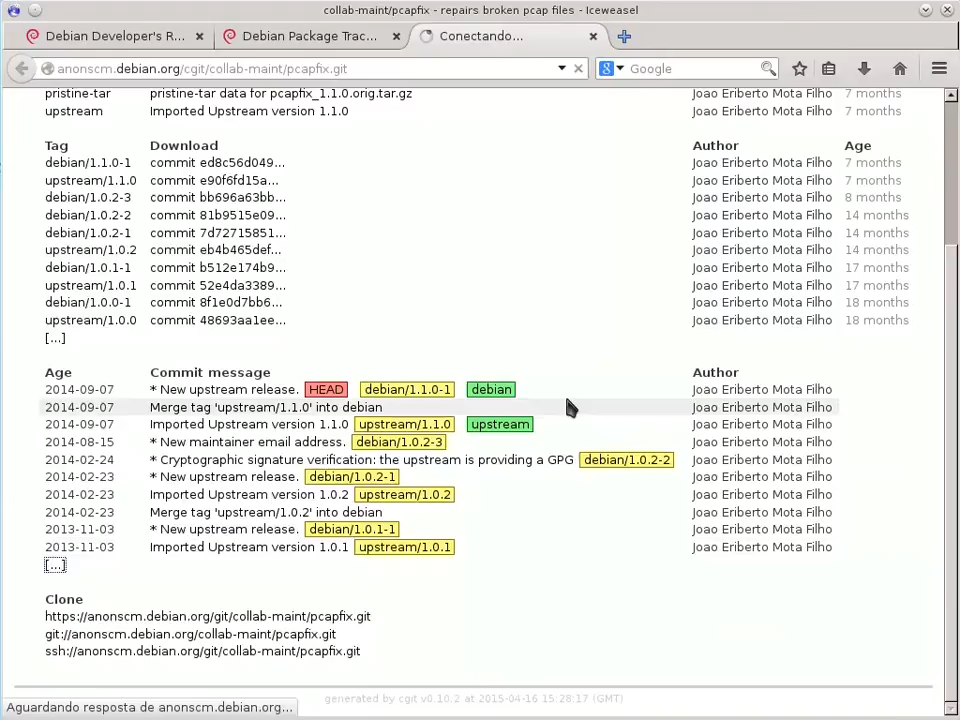 collab-maint/pcapfix - repairs broken pcap files - Iceweasel
Debian Developer's R... Debian Package Trac... Conectando...
anonscm.debian.org/cgit/collab-maint/pcapfix.git Google
pristine-tar pristine-tar data for pcapfix_1.1.0.orig.tar.gz Joao Eriberto Mota Filho 7 months
upstream Imported Upstream version 1.1.0 Joao Eriberto Mota Filho 7 months
Tag Download Author Age
debian/1.1.0-1 commit ed8c56d049... Joao Eriberto Mota Filho 7 months
upstream/1.1.0 commit e90f6fd15a... Joao Eriberto Mota Filho 7 months
debian/1.0.2-3 commit bb696a63bb... Joao Eriberto Mota Filho 8 months
debian/1.0.2-2 commit 81b9515e09... Joao Eriberto Mota Filho 14 months
debian/1.0.2-1 commit 7d72715851... Joao Eriberto Mota Filho 14 months
upstream/1.0.2 commit eb4b465def... Joao Eriberto Mota Filho 14 months
debian/1.0.1-1 commit b512e174b9... Joao Eriberto Mota Filho 17 months
upstream/1.0.1 commit 52e4da3389... Joao Eriberto Mota Filho 17 months
debian/1.0.0-1 commit 8f1e0d7bb6... Joao Eriberto Mota Filho 18 months
upstream/1.0.0 commit 48693aa1ee... Joao Eriberto Mota Filho 18 months
[...]
Age Commit message Author
2014-09-07 * New upstream release. HEAD debian/1.1.0-1 debian Joao Eriberto Mota Filho
2014-09-07 Merge tag 'upstream/1.1.0' into debian Joao Eriberto Mota Filho
2014-09-07 Imported Upstream version 1.1.0 upstream/1.1.0 upstream Joao Eriberto Mota Filho
2014-08-15 * New maintainer email address. debian/1.0.2-3 Joao Eriberto Mota Filho
2014-02-24 * Cryptographic signature verification: the upstream is providing a GPG debian/1.0.2-2 Joao Eriberto Mota Filho
2014-02-23 * New upstream release. debian/1.0.2-1 Joao Eriberto Mota Filho
2014-02-23 Imported Upstream version 1.0.2 upstream/1.0.2 Joao Eriberto Mota Filho
2014-02-23 Merge tag 'upstream/1.0.2' into debian Joao Eriberto Mota Filho
2013-11-03 * New upstream release. debian/1.0.1-1 Joao Eriberto Mota Filho
2013-11-03 Imported Upstream version 1.0.1 upstream/1.0.1 Joao Eriberto Mota Filho
[...]
Clone
https://anonscm.debian.org/git/collab-maint/pcapfix.git
git://anonscm.debian.org/collab-maint/pcapfix.git
ssh://anonscm.debian.org/git/collab-maint/pcapfix.git
generated by cgit v0.10.2 at 2015-04-16 15:28:17 (GMT)
Aguardando resposta de anonscm.debian.org...